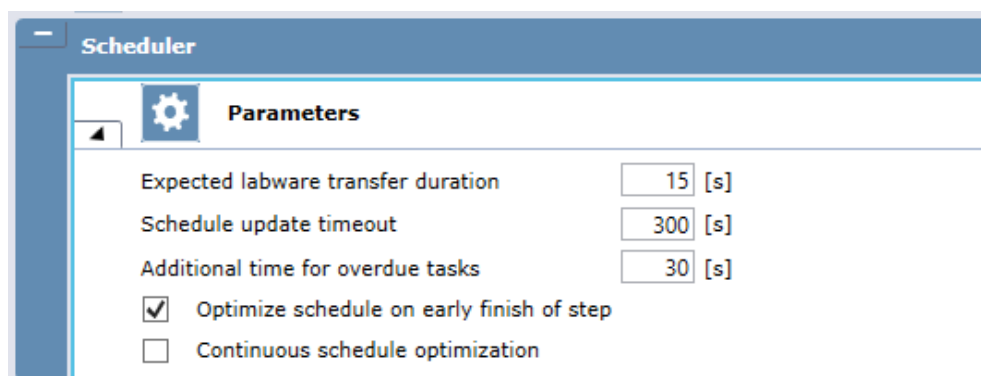 Scheduler
Parameters
Expected labware transfer duration 15 [s]
Schedule update timeout 300 [s]
Additional time for overdue tasks 30 [s]
Optimize schedule on early finish of step
Continuous schedule optimization